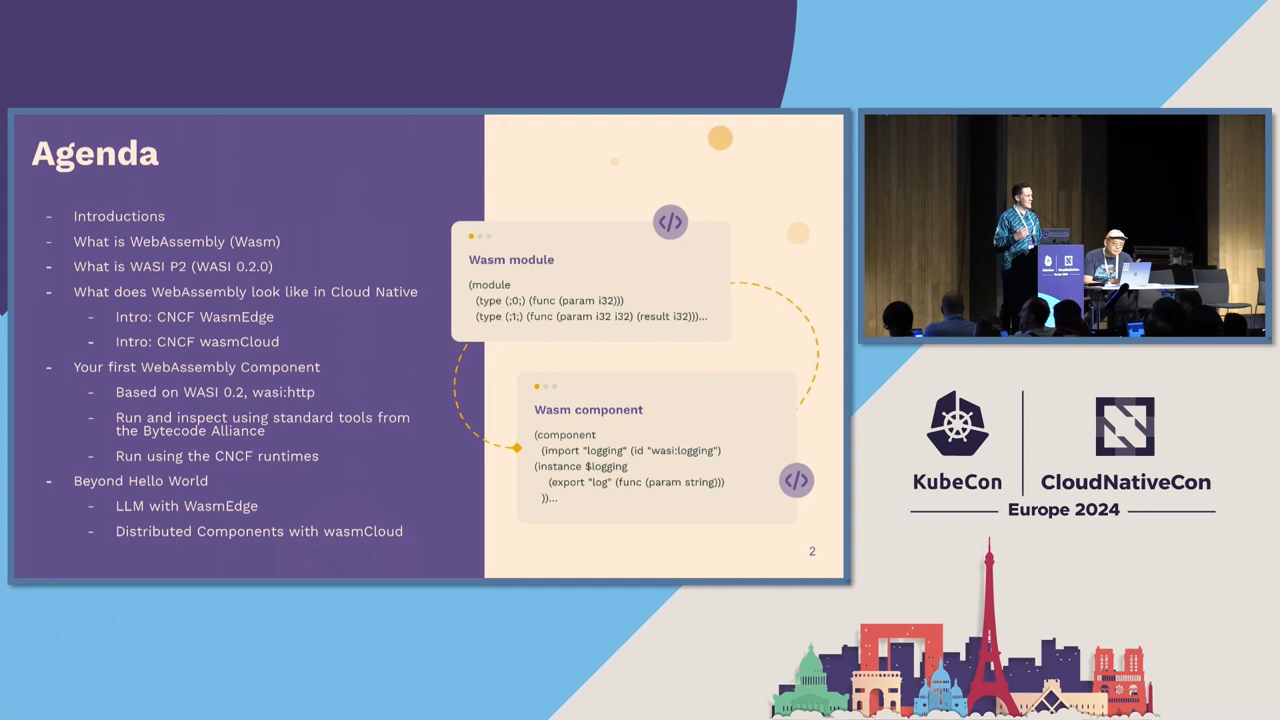 Agenda
- Introductions
- What is WebAssembly (Wasm)
- What is WASI P2 (WASI 0.2.0)
- What does WebAssembly look like in Cloud Native
- Intro: CNCF WasmEdge
- Intro: CNCF wasmCloud
- Your first WebAssembly Component
- Based on WASI 0.2, wasi:http
- Run and inspect using standard tools from
the Bytecode Alliance
- Run using the CNCF runtimes
- Beyond Hello World
- LLM with WasmEdge
- Distributed Components with wasmCloud
</>
Wasm module
(module
(type (;0;) (func (param i32)))
(type (;1;) (func (param i32 i32) (result i32)))...
Wasm component
(component
(import "logging" (id "wasi:logging")
(instance $logging
(export "log" (func (param string)))
))...
</>
2
KubeCon
CloudNativeCon
Europe 2024